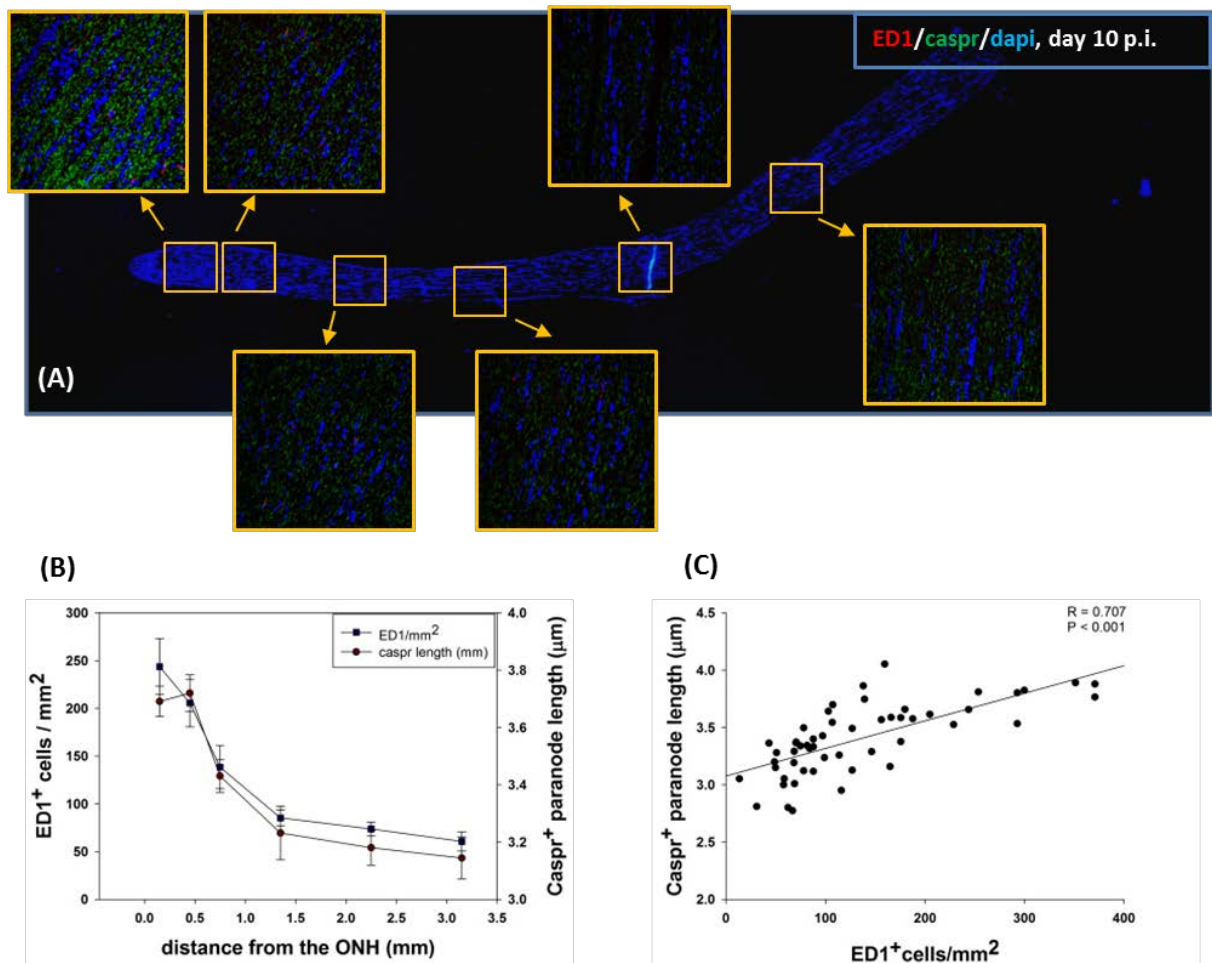 ED1/caspr/dapi, day 10 p.i.
(A)
(B)
300
250
200
150
100
50
0
ED1+ cells / mm2
4.0
3.8
3.6
3.4
3.2
3.0
Caspr+ paranode length (μm)
ED1/mm2
caspr length (mm)
0.0 0.5 1.0 1.5 2.0 2.5 3.0 3.5
distance from the ONH (mm)
(C)
R = 0.707
P < 0.001
4.5
4.0
3.5
3.0
2.5
2.0
Caspr+ paranode length (μm)
0 100 200 300 400
ED1+cells/mm2